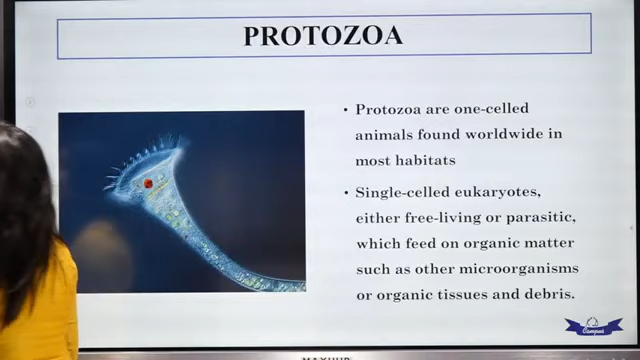 PROTOZOA
• Protozoa are one-celled
animals found worldwide in
most habitats
• Single-celled eukaryotes,
either free-living or parasitic,
which feed on organic matter
such as other microorganisms
or organic tissues and debris.
Campus